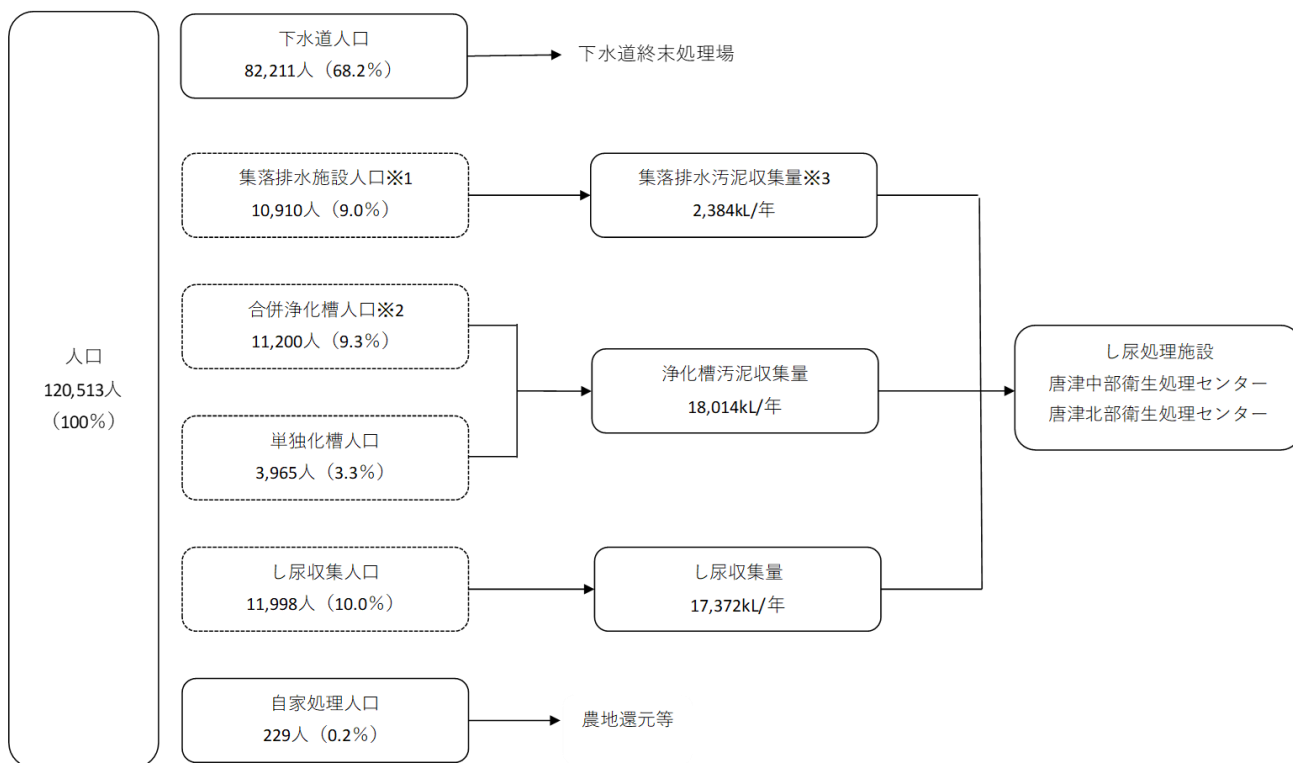 人口
120,513人
（100％）
下水道人口
82,211人（68.2％）
下水道終末処理場
集落排水施設人口※1
10,910人（9.0％）
集落排水汚泥収集量※3
2,384kL/年
合併浄化槽人口※2
11,200人（9.3％）
浄化槽汚泥収集量
18,014kL/年
単独化槽人口
3,965人（3.3％）
し尿処理施設
唐津中部衛生処理センター
唐津北部衛生処理センター
し尿収集人口
11,998人（10.0％）
し尿収集量
17,372kL/年
自家処理人口
229人（0.2％）
農地還元等